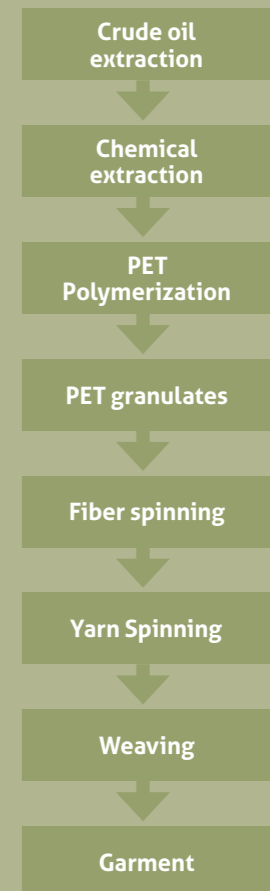 Crude oil
extraction
Chemical
extraction
PET
Polymerization
PET granulates
Fiber spinning
Yarn Spinning
Weaving
Garment